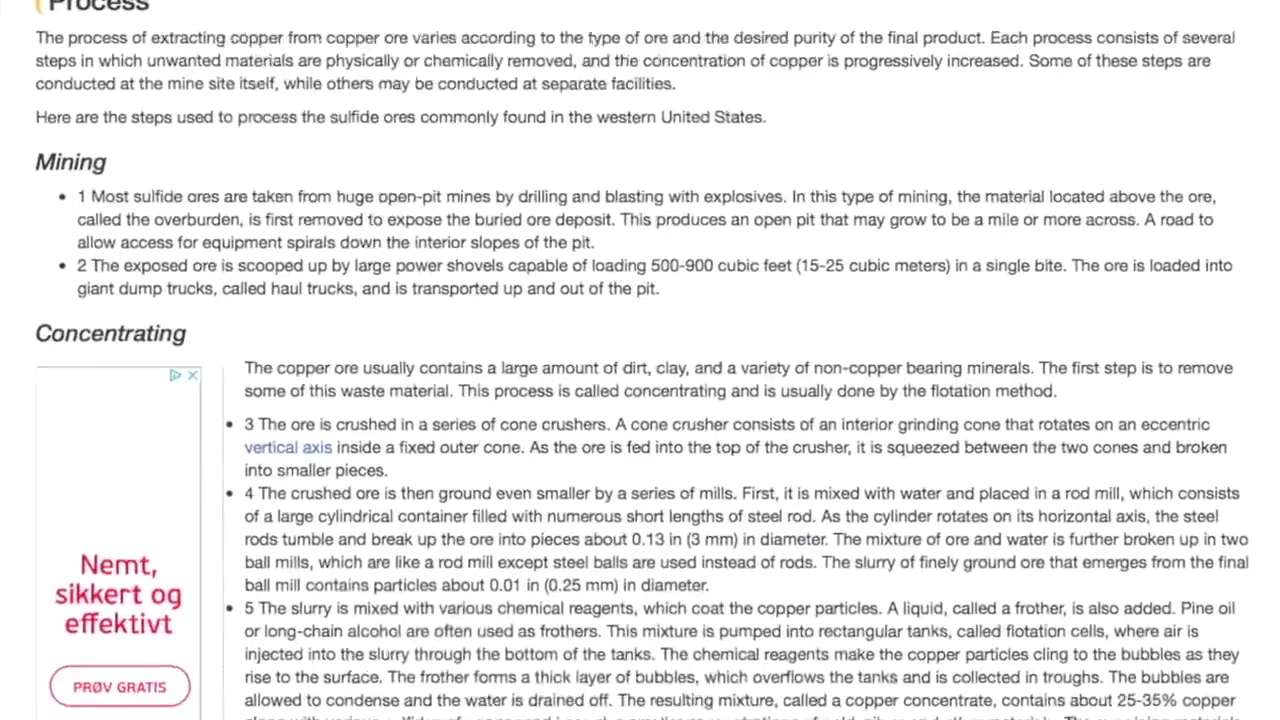 Process
The process of extracting copper from copper ore varies according to the type of ore and the desired purity of the final product. Each process consists of several
steps in which unwanted materials are physically or chemically removed, and the concentration of copper is progressively increased. Some of these steps are
conducted at the mine site itself, while others may be conducted at separate facilities.
Here are the steps used to process the sulfide ores commonly found in the western United States.
Mining
• 1 Most sulfide ores are taken from huge open-pit mines by drilling and blasting with explosives. In this type of mining, the material located above the ore,
called the overburden, is first removed to expose the buried ore deposit. This produces an open pit that may grow to be a mile or more across. A road to
allow access for equipment spirals down the interior slopes of the pit.
• 2 The exposed ore is scooped up by large power shovels capable of loading 500-900 cubic feet (15-25 cubic meters) in a single bite. The ore is loaded into
giant dump trucks, called haul trucks, and is transported up and out of the pit.
Concentrating
The copper ore usually contains a large amount of dirt, clay, and a variety of non-copper bearing minerals. The first step is to remove
some of this waste material. This process is called concentrating and is usually done by the flotation method.
• 3 The ore is crushed in a series of cone crushers. A cone crusher consists of an interior grinding cone that rotates on an eccentric
vertical axis inside a fixed outer cone. As the ore is fed into the top of the crusher, it is squeezed between the two cones and broken
into smaller pieces.
• 4 The crushed ore is then ground even smaller by a series of mills. First, it is mixed with water and placed in a rod mill, which consists
of a large cylindrical container filled with numerous short lengths of steel rod. As the cylinder rotates on its horizontal axis, the steel
rods tumble and break up the ore into pieces about 0.13 in (3 mm) in diameter. The mixture of ore and water is further broken up in two
ball mills, which are like a rod mill except steel balls are used instead of rods. The slurry of finely ground ore that emerges from the final
ball mill contains particles about 0.01 in (0.25 mm) in diameter.
• 5 The slurry is mixed with various chemical reagents, which coat the copper particles. A liquid, called a frother, is also added. Pine oil
or long-chain alcohol are often used as frothers. This mixture is pumped into rectangular tanks, called flotation cells, where air is
injected into the slurry through the bottom of the tanks. The chemical reagents make the copper particles cling to the bubbles as they
rise to the surface. The frother forms a thick layer of bubbles, which overflows the tanks and is collected in troughs. The bubbles are
allowed to condense and the water is drained off. The resulting mixture, called a copper concentrate, contains about 25-35% copper
Nemt,
sikkert og
effektivt
PRØV GRATIS